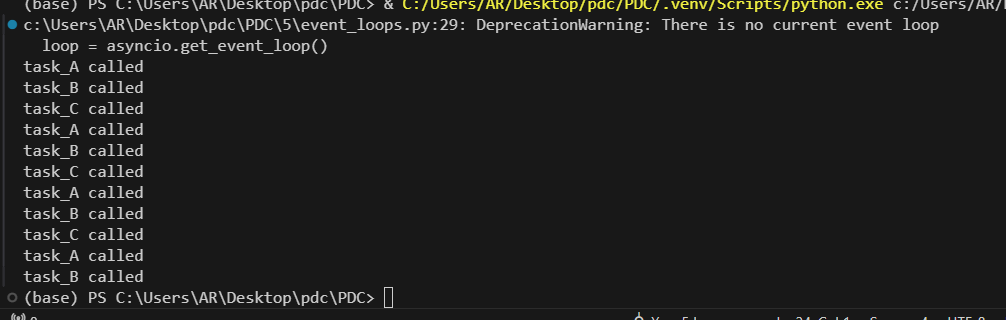 (base) PS C:\Users\AR\Desktop\pdc\PDC> & C:/Users/AR/Desktop/pdc/PDC/.venv/Scripts/python.exe c:/Users/AR/
c:\Users\AR\Desktop\pdc\PDC\5\event_loops.py:29: DeprecationWarning: There is no current event loop
loop = asyncio.get_event_loop()
task_A called
task_B called
task_C called
task_A called
task_B called
task_C called
task_A called
task_B called
task_C called
task_A called
task_B called
(base) PS C:\Users\AR\Desktop\pdc\PDC>